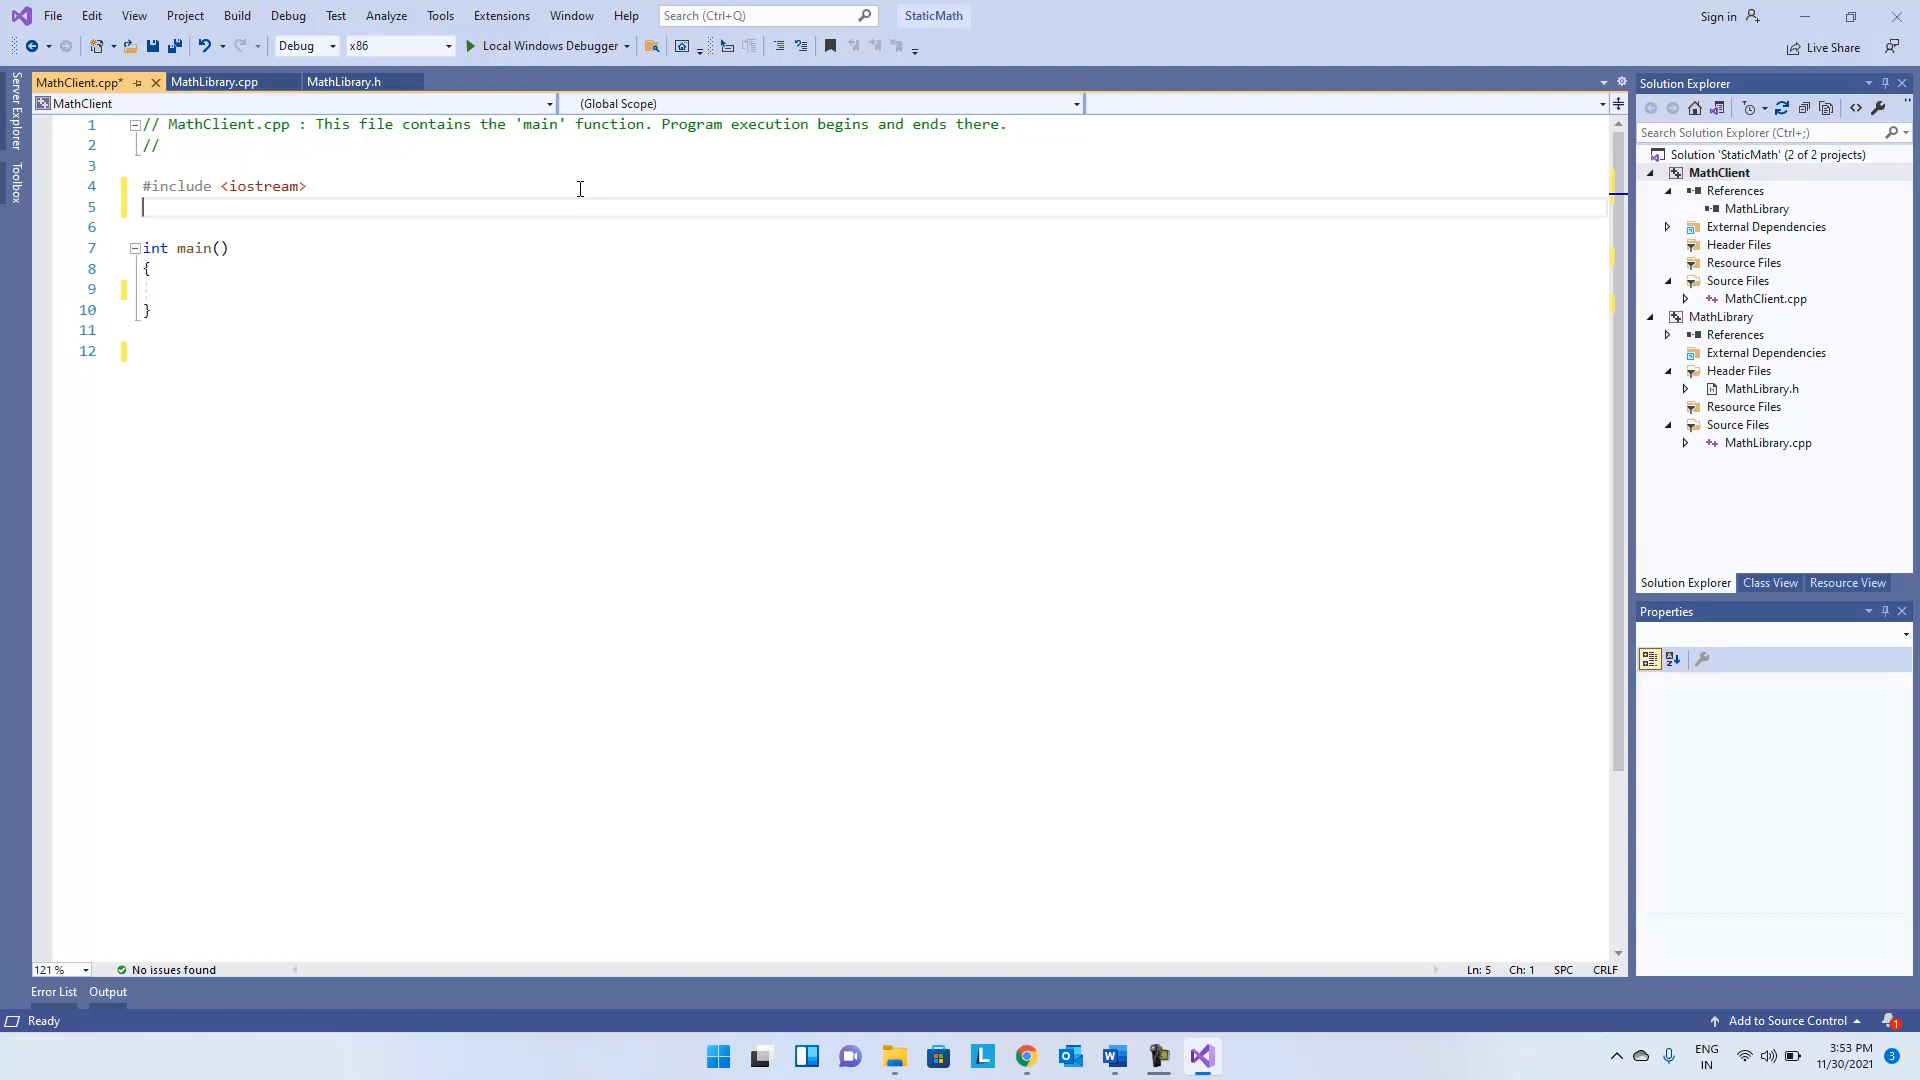 File Edit View Project Build Debug Test Analyze Tools Extensions Window Help Search (Ctrl+Q) StaticMath Sign in
Debug x86 Local Windows Debugger Live Share
Server Explorer
Toolbox
MathClient.cpp* MathLibrary.cpp MathLibrary.h
MathClient (Global Scope)
1 // MathClient.cpp : This file contains the 'main' function. Program execution begins and ends there.
2 //
3
4 #include <iostream>
5
6
7 int main()
8 {
9
10 }
11
12
121 % No issues found Ln: 5 Ch: 1 SPC CRLF
Error List Output
Solution Explorer
Search Solution Explorer (Ctrl+;)
Solution 'StaticMath' (2 of 2 projects)
MathClient
References
MathLibrary
External Dependencies
Header Files
Resource Files
Source Files
MathClient.cpp
MathLibrary
References
External Dependencies
Header Files
MathLibrary.h
Resource Files
Source Files
MathLibrary.cpp
Solution Explorer Class View Resource View
Properties
Ready Add to Source Control 1
ENG
IN
3:53 PM
11/30/2021
3